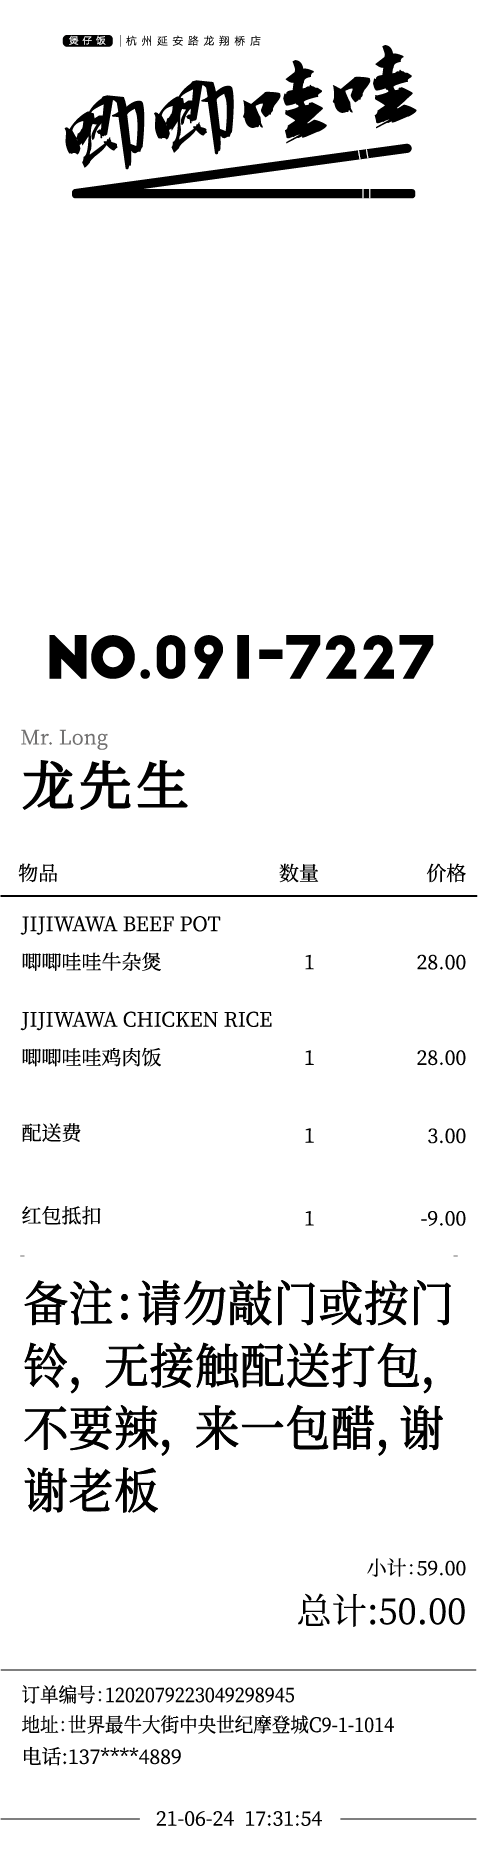 煲仔饭 | 杭州延安路龙翔桥店
唧唧哇哇
NO.091-7227
Mr. Long
龙先生
物品 数量 价格
JIJIWAWA BEEF POT
唧唧哇哇牛杂煲 1 28.00
JIJIWAWA CHICKEN RICE
唧唧哇哇鸡肉饭 1 28.00
配送费 1 3.00
红包抵扣 1 -9.00
备注:请勿敲门或按门
铃, 无接触配送打包,
不要辣, 来一包醋, 谢
谢老板
小计:59.00
总计:50.00
订单编号:1202079223049298945
地址:世界最牛大街中央世纪摩登城C9-1-1014
电话:137****4889
21-06-24 17:31:54